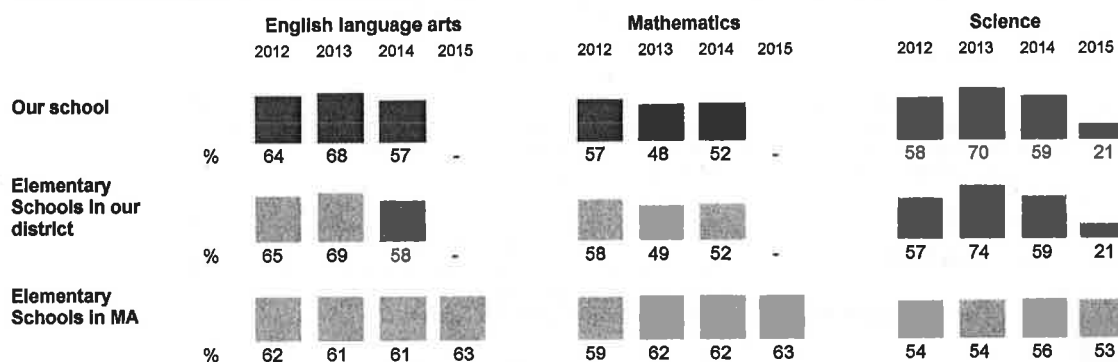 English language arts Mathematics Science
2012 2013 2014 2015 2012 2013 2014 2015 2012 2013 2014 2015
Our school
% 64 68 57 - 57 48 52 - 58 70 59 21
Elementary
Schools in our
district
% 65 69 58 - 58 49 52 - 57 74 59 21
Elementary
Schools in MA
% 62 61 61 63 59 62 62 63 54 54 56 53